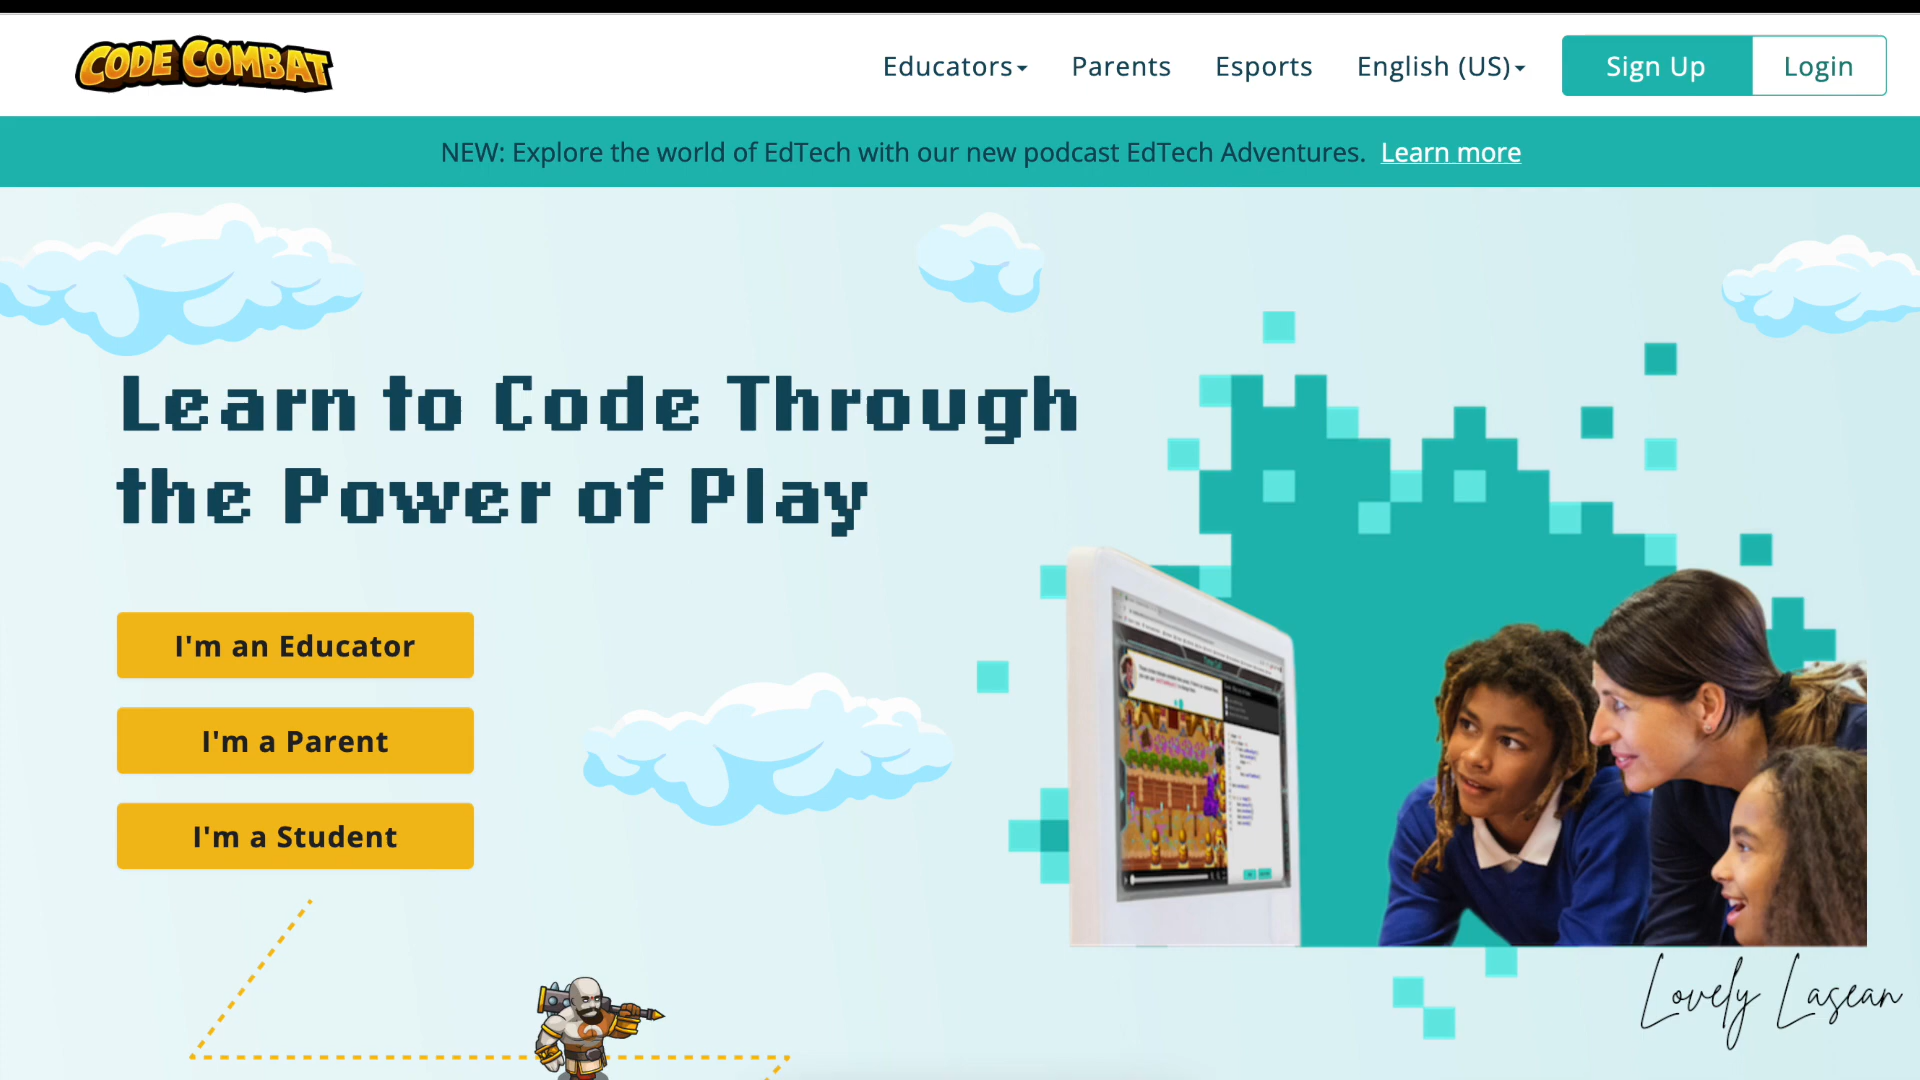 CODE COMBAT
Educators
Parents
Esports
English (US)
Sign Up
Login
NEW: Explore the world of EdTech with our new podcast EdTech Adventures. Learn more
Learn to Code Through
the Power of Play
I'm an Educator
I'm a Parent
I'm a Student
Lovely Lasean